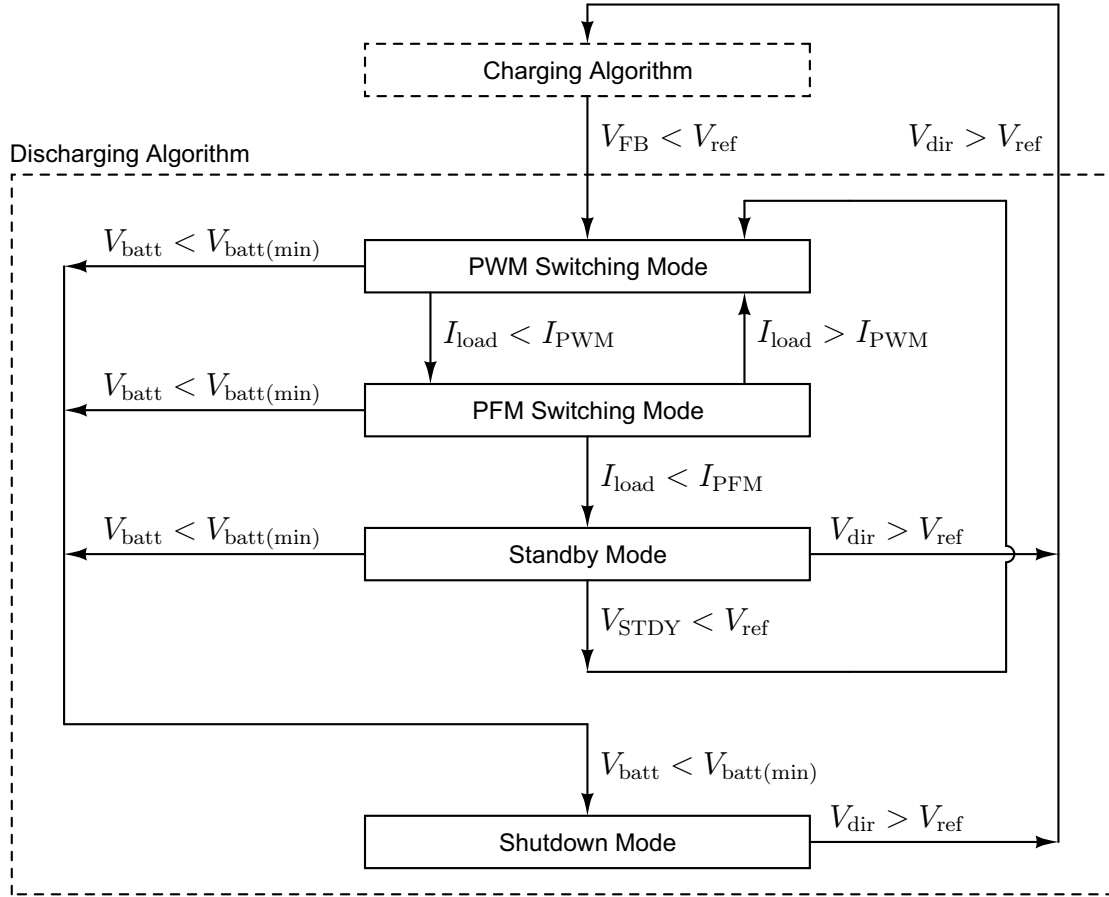 Charging Algorithm
V_FB < V_ref
V_dir > V_ref
Discharging Algorithm
V_batt < V_batt(min)
PWM Switching Mode
I_load < I_PWM
I_load > I_PWM
V_batt < V_batt(min)
PFM Switching Mode
I_load < I_PFM
V_batt < V_batt(min)
Standby Mode
V_dir > V_ref
V_STDY < V_ref
V_batt < V_batt(min)
Shutdown Mode
V_dir > V_ref